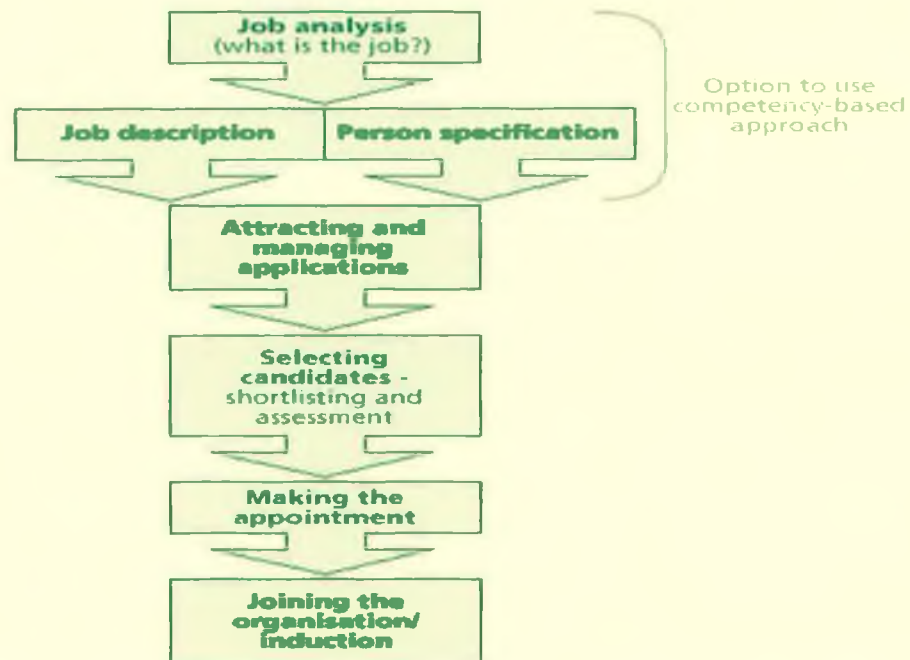 Job analysis
(what is the job?)
Option to use
competency-based
approach
Job description
Person specification
Attracting and
managing
applications
Selecting
candidates -
shortlisting and
assessment
Making the
appointment
Joining the
organisation/
induction